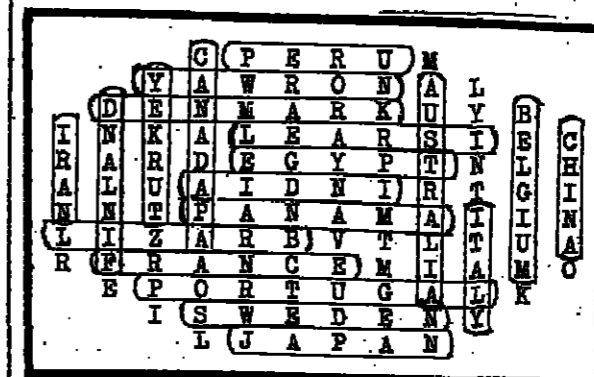 C P E R U M
Y A W R O N A L
D E N M A R K U Y B
I N K A L E A R S I E C
R A R D E G Y P T N L H
A L U A I D N I R T G I
N N T P A N A M A I I N
L I Z A R B V T L T U A
R F R A N C E M I A M O
E P O R T U G A L K
I S W E D E N Y
L J A P A N